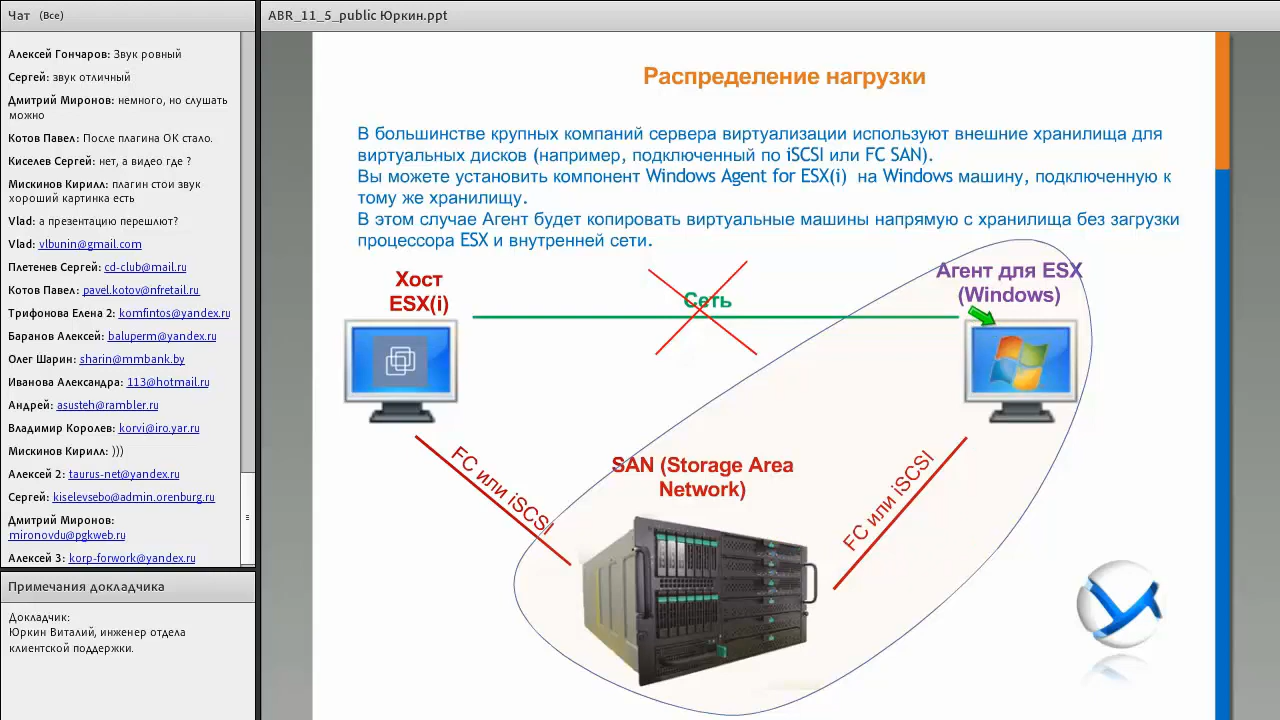 Чат (Все)
Алексей Гончаров: Звук ровный
Сергей: звук отличный
Дмитрий Миронов: немного, но слушать
можно
Котов Павел: После плагина ОК стало.
Киселев Сергей: нет, а видео где ?
Мискинов Кирилл: плагин стои звук
хороший картинка есть
Vlad: а презентацию перешлют?
Vlad: vlbunin@gmail.com
Плетенев Сергей: cd-club@mail.ru
Котов Павел: pavel.kotov@nfretail.ru
Трифонова Елена 2: komfintos@yandex.ru
Баранов Алексей: baluperm@yandex.ru
Олег Шарин: sharin@mmbank.by
Иванова Александра: 113@hotmail.ru
Андрей: asusteh@rambler.ru
Владимир Королев: korvi@iro.yar.ru
Мискинов Кирилл: )))
Алексей 2: taurus-net@yandex.ru
Сергей: kiselevsebo@admin.orenburg.ru
Дмитрий Миронов:
mironovdu@pgkweb.ru
Алексей 3: korp-forwork@yandex.ru
Примечания докладчика
Докладчик:
Юркин Виталий, инженер отдела
клиентской поддержки.
ABR_11_5_public Юркин.ppt
Распределение нагрузки
В большинстве крупных компаний сервера виртуализации используют внешние хранилища для
виртуальных дисков (например, подключенный по iSCSI или FC SAN).
Вы можете установить компонент Windows Agent for ESX(i) на Windows машину, подключенную к
тому же хранилищу.
В этом случае Агент будет копировать виртуальные машины напрямую с хранилища без загрузки
процессора ESX и внутренней сети.
Хост
ESX(i)
Сеть
Агент для ESX
(Windows)
FC или iSCSI
SAN (Storage Area
Network)
FC или iSCSI